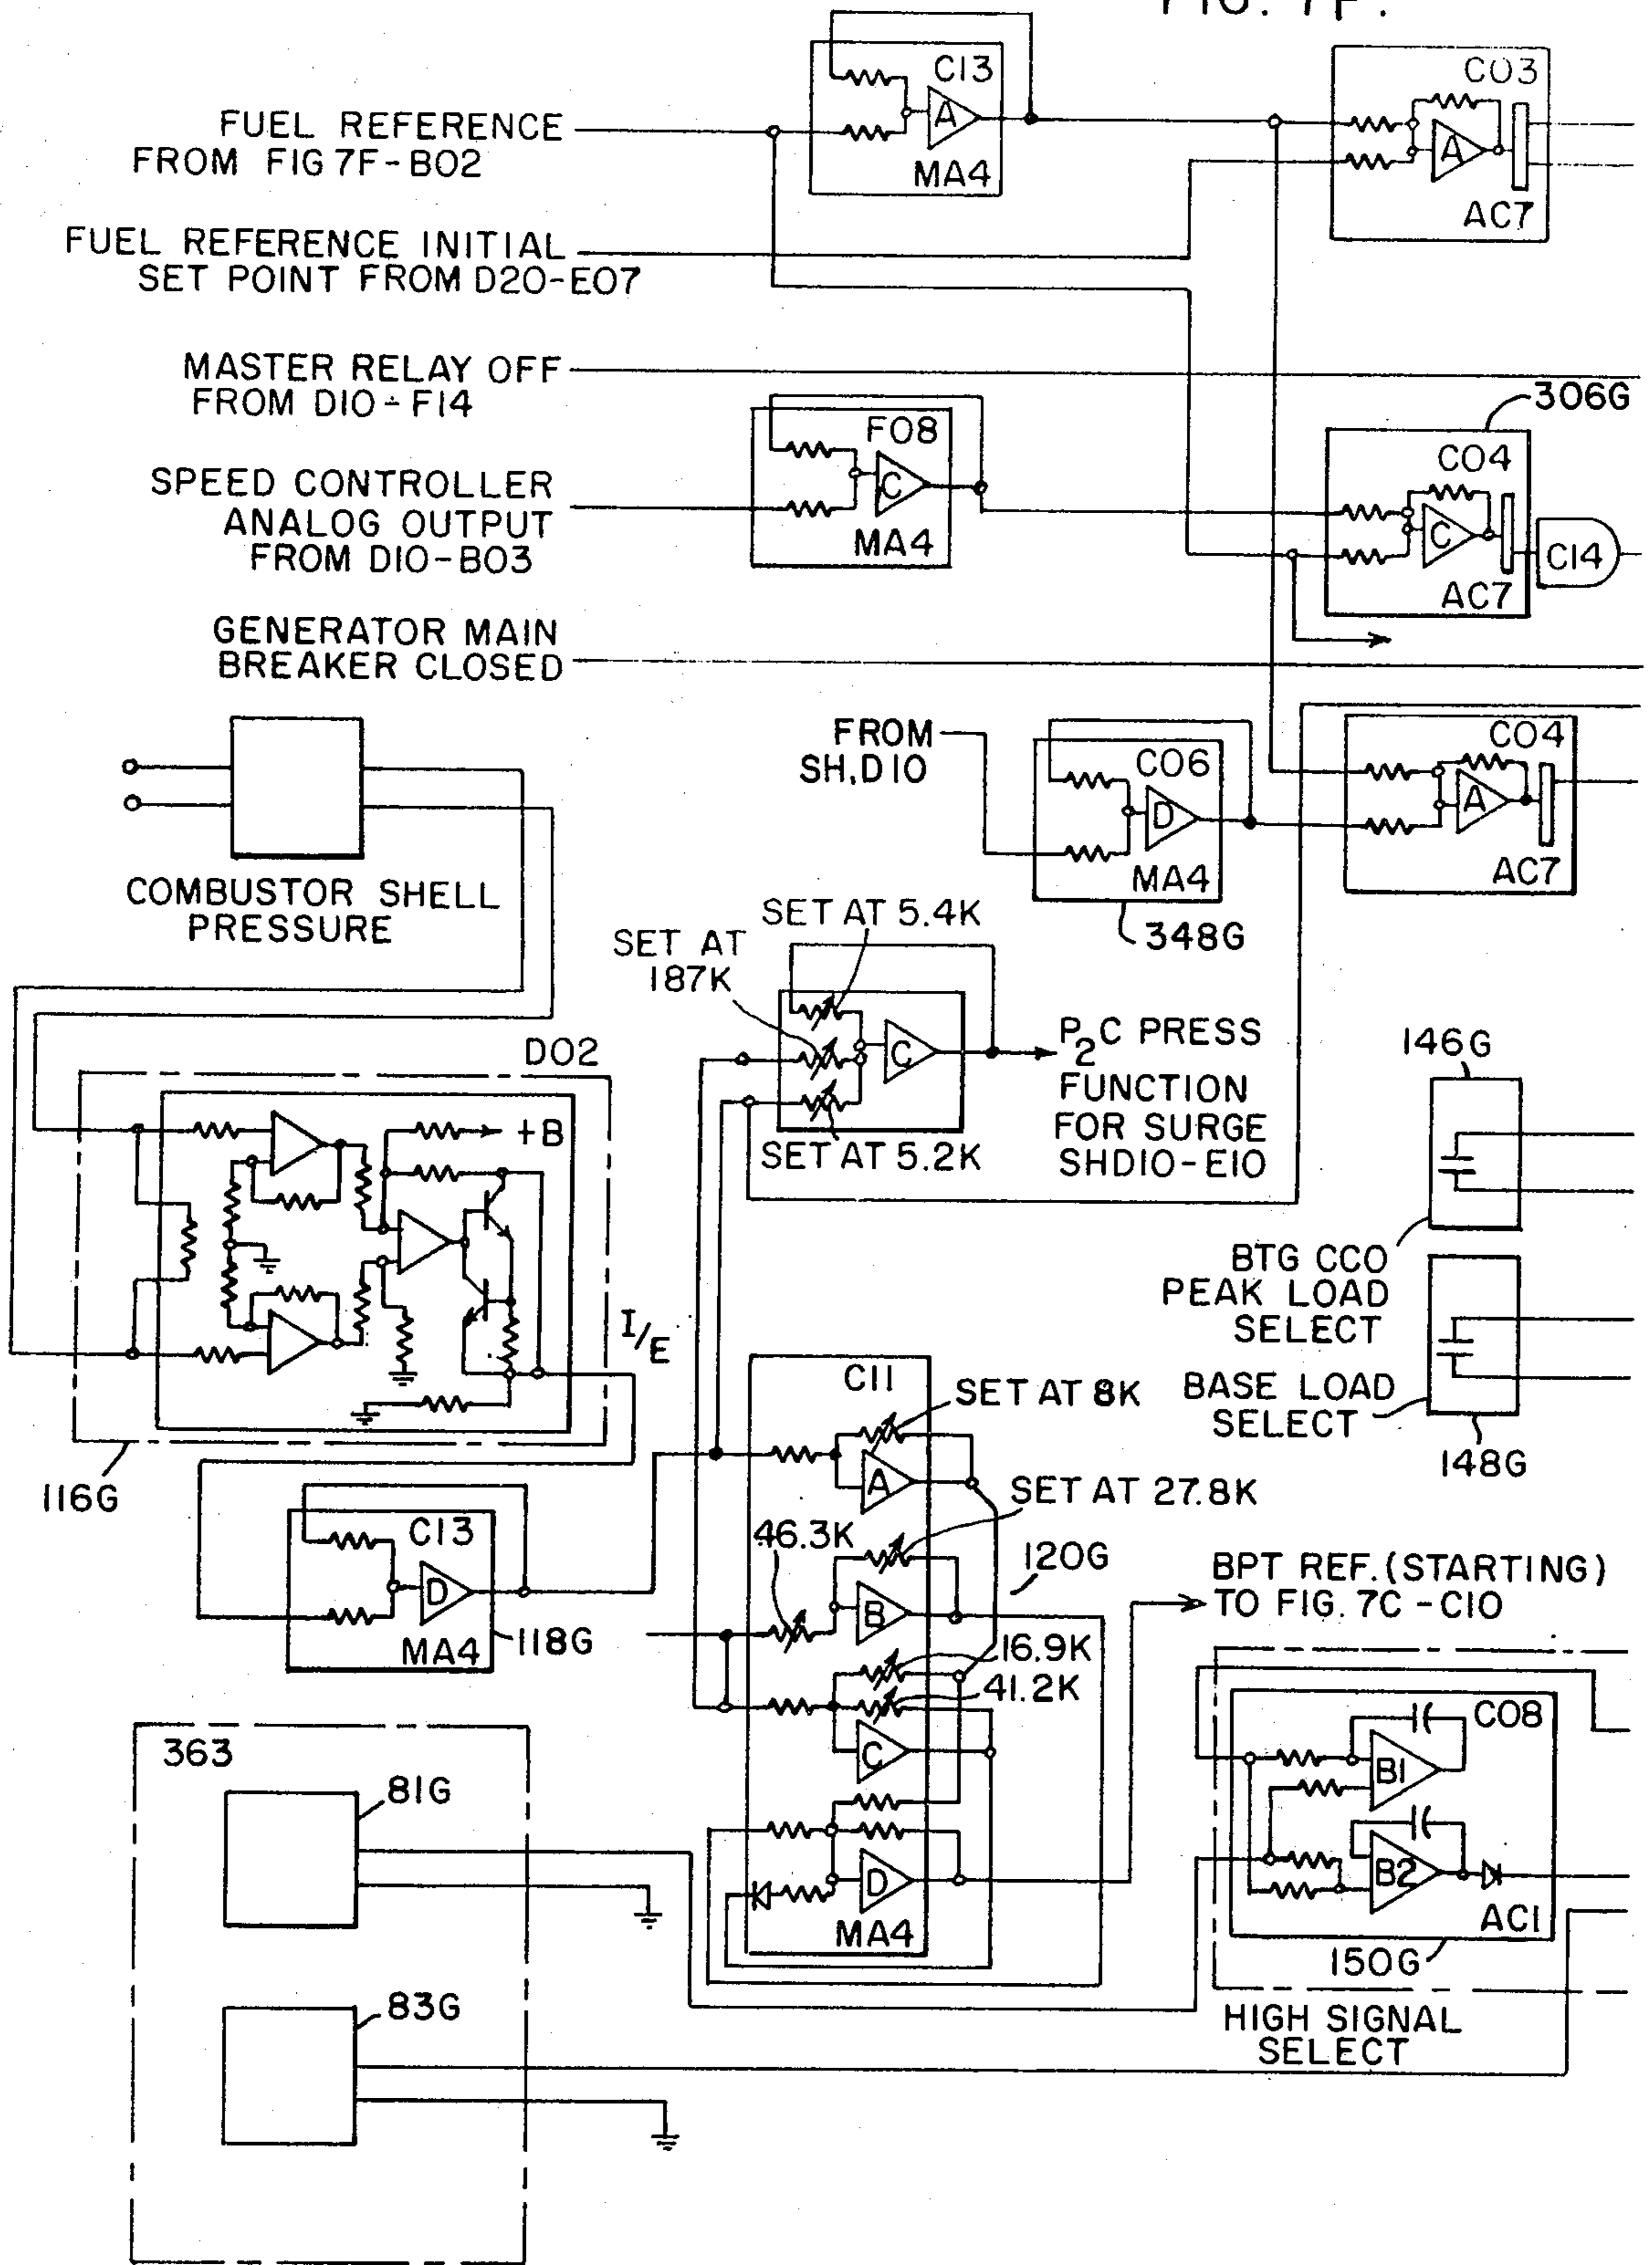 FIG. 7F.
C13
A
MA4
C03
A
AC7
FUEL REFERENCE
FROM FIG 7F-B02
FUEL REFERENCE INITIAL
SET POINT FROM D20-E07
MASTER RELAY OFF
FROM D10-F14
306G
F08
C
MA4
C04
C
AC7
C14
SPEED CONTROLLER
ANALOG OUTPUT
FROM D10-B03
GENERATOR MAIN
BREAKER CLOSED
FROM
SH,D10
C06
D
MA4
348G
C04
A
AC7
COMBUSTOR SHELL
PRESSURE
SET AT 5.4K
SET AT
187K
C
SET AT 5.2K
P2C PRESS
FUNCTION
FOR SURGE
SHD10-E10
146G
D02
+B
I/E
116G
BTG CCO
PEAK LOAD
SELECT
BASE LOAD
SELECT
148G
C11
SET AT 8K
A
SET AT 27.8K
46.3K
B
120G
16.9K
41.2K
C
D
MA4
C13
D
MA4
118G
BPT REF. (STARTING)
TO FIG. 7C-C10
363
81G
83G
C08
B1
B2
AC1
150G
HIGH SIGNAL
SELECT